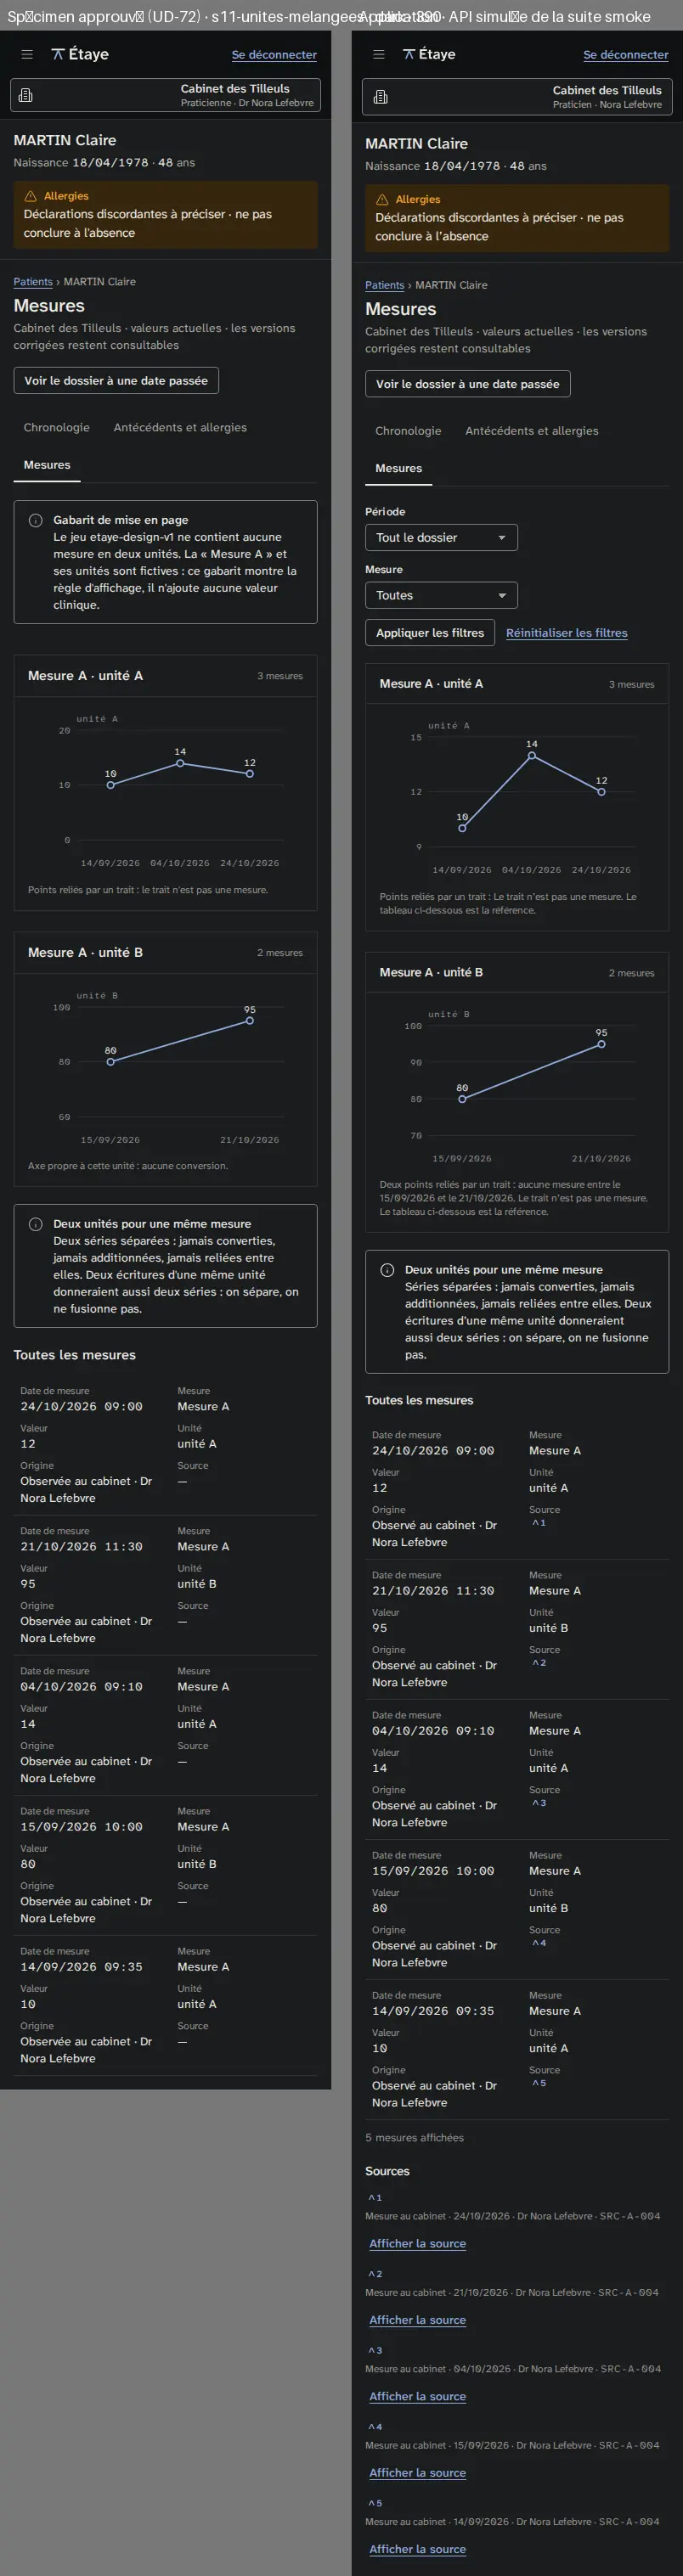 Étaye
Se déconnecter
Cabinet des Tilleuls
Praticienne · Dr Nora Lefebvre
MARTIN Claire
Naissance 18/04/1978 · 48 ans
Allergies
Déclarations discordantes à préciser · ne pas
conclure à l'absence
Patients › MARTIN Claire
Mesures
Cabinet des Tilleuls · valeurs actuelles · les versions
corrigées restent consultables
Voir le dossier à une date passée
Chronologie
Antécédents et allergies
Mesures
Gabarit de mise en page
Le jeu etaye-design-v1 ne contient aucune
mesure en deux unités. La « Mesure A » et
ses unités sont fictives : ce gabarit montre la
règle d'affichage, il n'ajoute aucune valeur
clinique.
Mesure A · unité A
3 mesures
unité A
20
10
0
10
14
12
14/09/2026 04/10/2026 24/10/2026
Points reliés par un trait : le trait n'est pas une mesure.
Mesure A · unité B
2 mesures
unité B
100
80
60
80
95
15/09/2026
21/10/2026
Axe propre à cette unité : aucune conversion.
Deux unités pour une même mesure
Deux séries séparées : jamais converties,
jamais additionnées, jamais reliées entre
elles. Deux écritures d'une même unité
donneraient aussi deux séries : on sépare, on
ne fusionne pas.
Toutes les mesures
Date de mesure
Mesure
24/10/2026 09:00
Mesure A
Valeur
Unité
12
unité A
Origine
Source
Observée au cabinet · Dr
—
Nora Lefebvre
Date de mesure
Mesure
21/10/2026 11:30
Mesure A
Valeur
Unité
95
unité B
Origine
Source
Observée au cabinet · Dr
—
Nora Lefebvre
Date de mesure
Mesure
04/10/2026 09:10
Mesure A
Valeur
Unité
14
unité A
Origine
Source
Observée au cabinet · Dr
—
Nora Lefebvre
Date de mesure
Mesure
15/09/2026 10:00
Mesure A
Valeur
Unité
80
unité B
Origine
Source
Observée au cabinet · Dr
—
Nora Lefebvre
Date de mesure
Mesure
14/09/2026 09:35
Mesure A
Valeur
Unité
10
unité A
Origine
Source
Observée au cabinet · Dr
—
Nora Lefebvre
API simul e de la suite smoke
Étaye
Se déconnecter
Cabinet des Tilleuls
Praticien · Nora Lefebvre
MARTIN Claire
Naissance 18/04/1978 · 48 ans
Allergies
Déclarations discordantes à préciser · ne pas
conclure à l’absence
Patients › MARTIN Claire
Mesures
Cabinet des Tilleuls · valeurs actuelles · les versions
corrigées restent consultables
Voir le dossier à une date passée
Chronologie
Antécédents et allergies
Mesures
Période
Tout le dossier
Mesure
Toutes
Appliquer les filtres
Réinitialiser les filtres
Mesure A · unité A
3 mesures
unité A
15
12
9
10
14
12
14/09/2026 04/10/2026 24/10/2026
Points reliés par un trait : Le trait n’est pas une mesure. Le
tableau ci-dessous est la référence.
Mesure A · unité B
2 mesures
unité B
100
90
80
70
80
95
15/09/2026
21/10/2026
Deux points reliés par un trait : aucune mesure entre le
15/09/2026 et le 21/10/2026. Le trait n’est pas une mesure.
Le tableau ci-dessous est la référence.
Deux unités pour une même mesure
Séries séparées : jamais converties, jamais
additionnées, jamais reliées entre elles. Deux
écritures d’une même unité donneraient
aussi deux séries : on sépare, on ne fusionne
pas.
Toutes les mesures
Date de mesure
Mesure
24/10/2026 09:00
Mesure A
Valeur
Unité
12
unité A
Origine
Source
Observé au cabinet · Dr
^1
Nora Lefebvre
Date de mesure
Mesure
21/10/2026 11:30
Mesure A
Valeur
Unité
95
unité B
Origine
Source
Observé au cabinet · Dr
^2
Nora Lefebvre
Date de mesure
Mesure
04/10/2026 09:10
Mesure A
Valeur
Unité
14
unité A
Origine
Source
Observé au cabinet · Dr
^3
Nora Lefebvre
Date de mesure
Mesure
15/09/2026 10:00
Mesure A
Valeur
Unité
80
unité B
Origine
Source
Observé au cabinet · Dr
^4
Nora Lefebvre
Date de mesure
Mesure
14/09/2026 09:35
Mesure A
Valeur
Unité
10
unité A
Origine
Source
Observé au cabinet · Dr
^5
Nora Lefebvre
5 mesures affichées
Sources
^1
Mesure au cabinet · 24/10/2026 · Dr Nora Lefebvre · SRC-A-004
Afficher la source
^2
Mesure au cabinet · 21/10/2026 · Dr Nora Lefebvre · SRC-A-004
Afficher la source
^3
Mesure au cabinet · 04/10/2026 · Dr Nora Lefebvre · SRC-A-004
Afficher la source
^4
Mesure au cabinet · 15/09/2026 · Dr Nora Lefebvre · SRC-A-004
Afficher la source
^5
Mesure au cabinet · 14/09/2026 · Dr Nora Lefebvre · SRC-A-004
Afficher la source